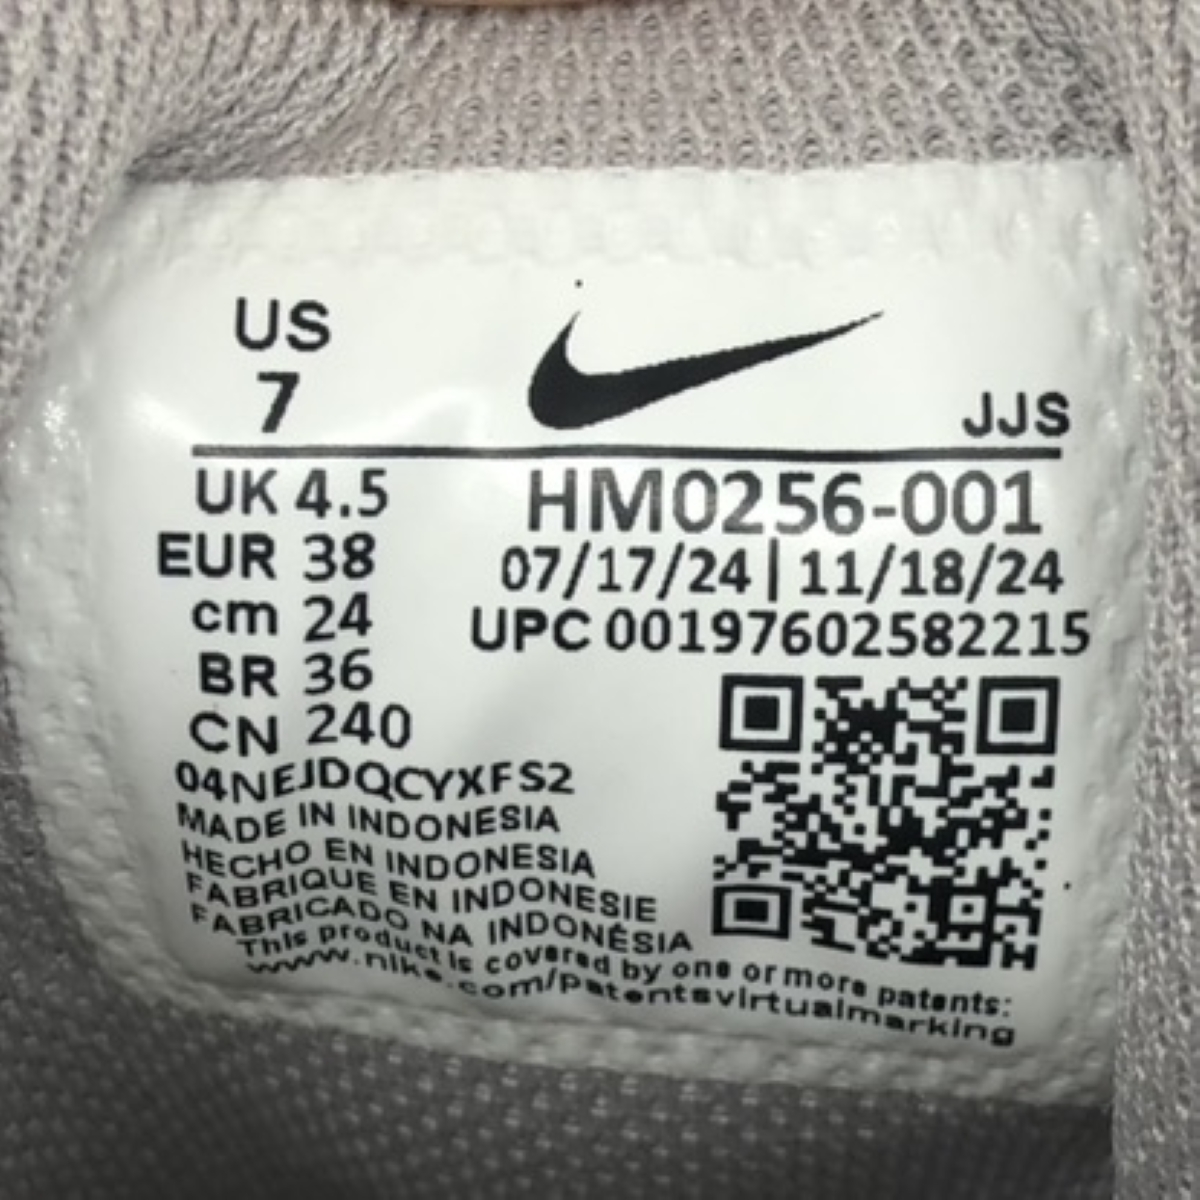 US
7
JJS
UK 4.5
HM0256-001
EUR 38
07/17/24 | 11/18/24
cm 24
UPC 00197602582215
BR 36
CN 240
04NEJDQCYXFS2
MADE IN INDONESIA
HECHO EN INDONESIA
FABRIQUE EN INDONESIE
FABRICADO NA INDONÉSIA
This product is covered by one or more patents:
www.nike.com/Patentsvirtualmarking